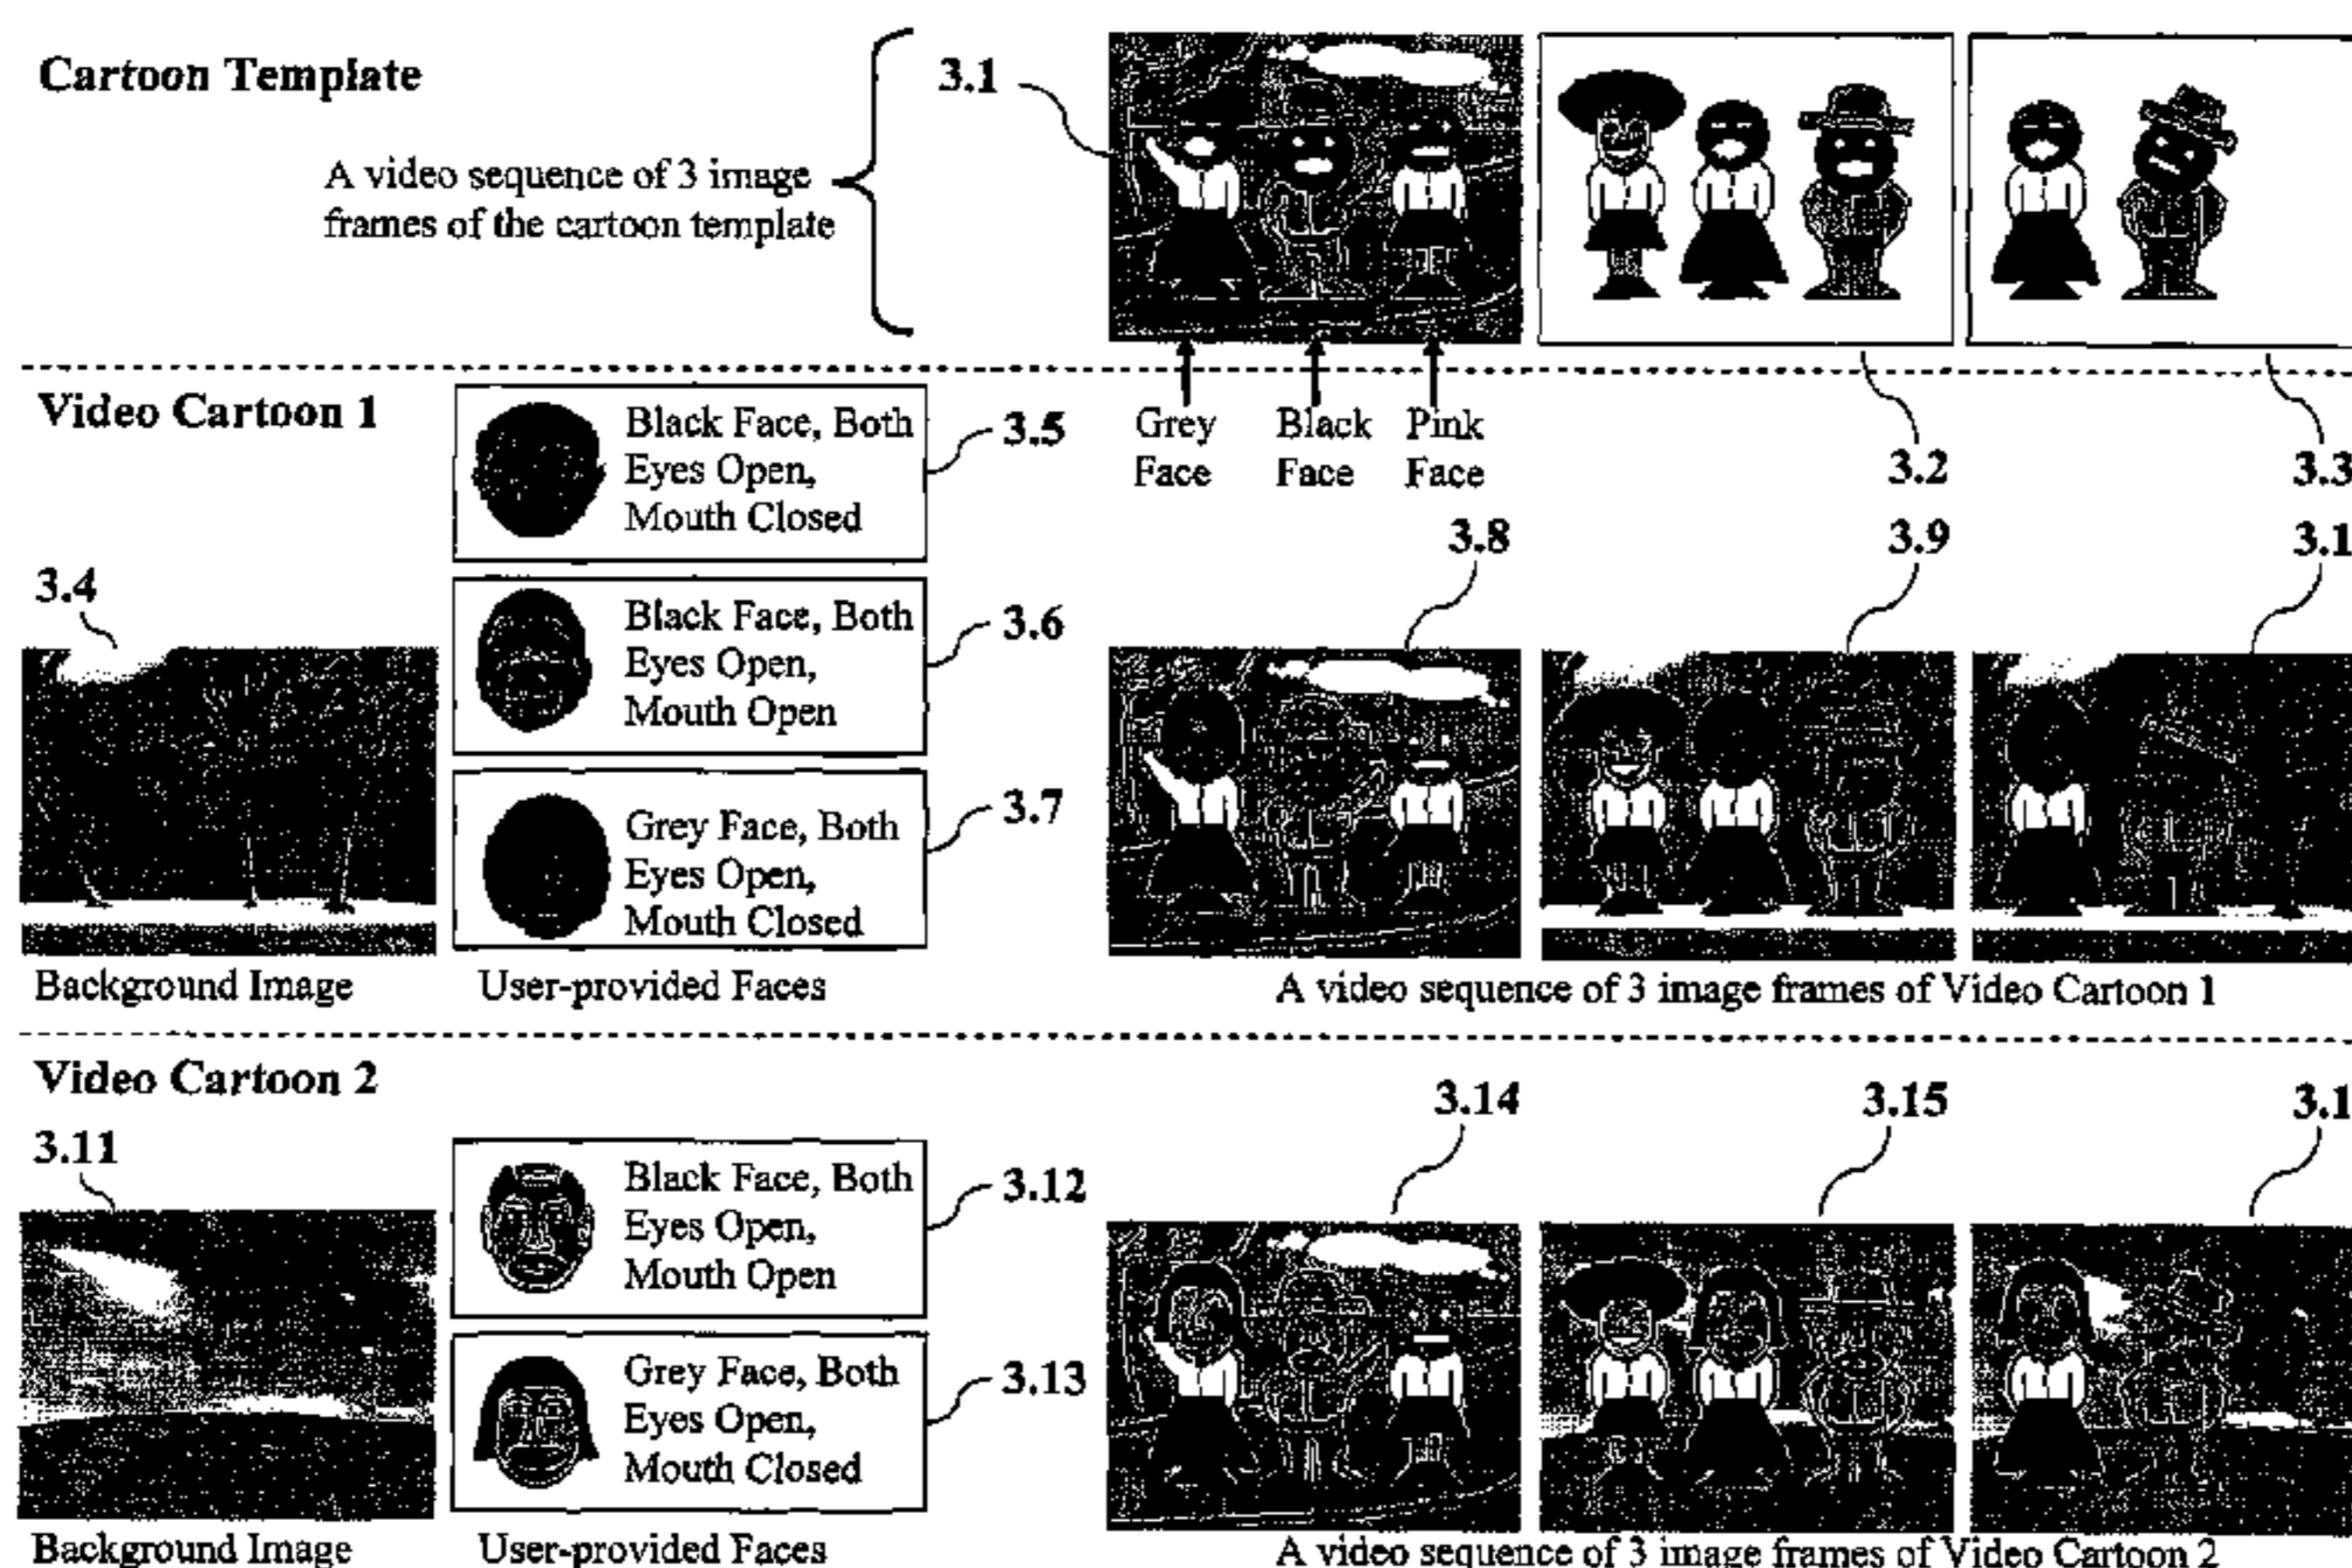 Cartoon Template
A video sequence of 3 image
frames of the cartoon template
3.1
Grey
Face
Black
Face
Pink
Face
3.2
3.3
Video Cartoon 1
Black Face, Both
Eyes Open,
Mouth Closed
3.5
3.4
Black Face, Both
Eyes Open,
Mouth Open
3.6
Grey Face, Both
Eyes Open,
Mouth Closed
3.7
3.8
3.9
3.1
Background Image
User-provided Faces
A video sequence of 3 image frames of Video Cartoon 1
Video Cartoon 2
3.11
Black Face, Both
Eyes Open,
Mouth Open
3.12
Grey Face, Both
Eyes Open,
Mouth Closed
3.13
3.14
3.15
3.1
Background Image
User-provided Faces
A video sequence of 3 image frames of Video Cartoon 2